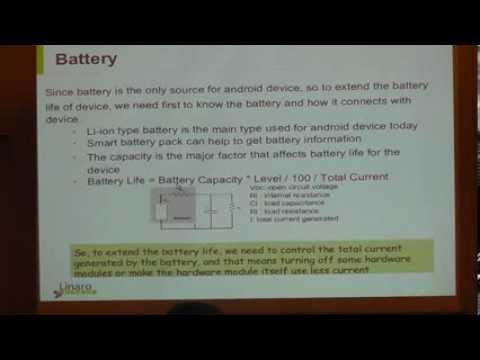 Battery
Since battery is the only source for android device, so to extend the battery
life of device, we need first to know the battery and how it connects with
device.
- Li-ion type battery is the main type used for android device today
- Smart battery pack can help to get battery information
- The capacity is the major factor that affects battery life for the
device
- Battery Life = Battery Capacity * Level / 100 / Total Current
Voc: open circuit voltage
Ri : internal resistance
Cl : load capacitance
Rl : load resistance
I: total current generated
So, to extend the battery life, we need to control the total current
generated by the battery, and that means turning off some hardware
modules or make the hardware module itself use less current
Linaro